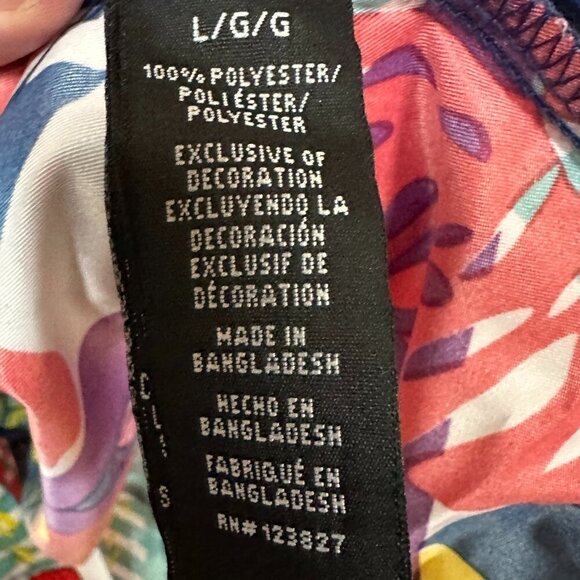 L/G/G
100% POLYESTER/
POLIÉSTER/
POLYESTER
EXCLUSIVE OF
DECORATION
EXCLUYENDO LA
DECORACIÓN
EXCLUSIF DE
DÉCORATION
MADE IN
BANGLADESH
HECHO EN
BANGLADESH
FABRIQUÉ EN
BANGLADESH
RN# 123827